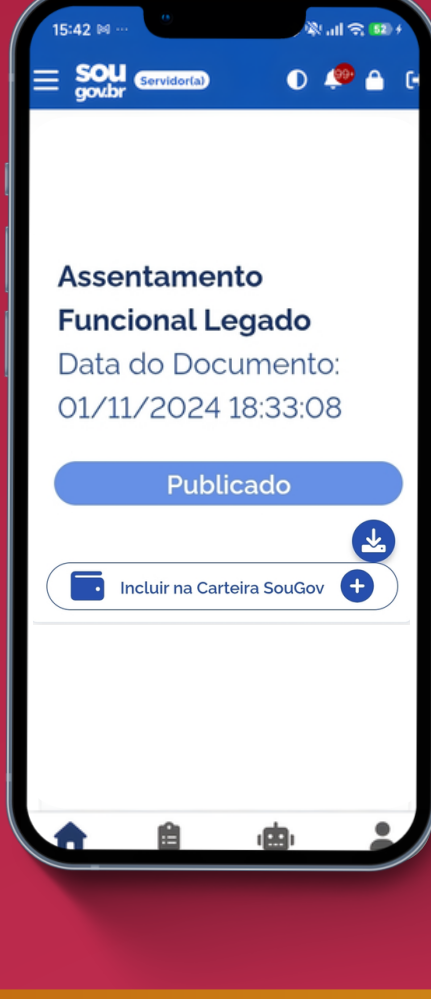 15:42 ...
52
sou
gov.br
Servidor(a)
99+
Assentamento
Funcional Legado
Data do Documento:
01/11/2024 18:33:08
Publicado
Incluir na Carteira SouGov